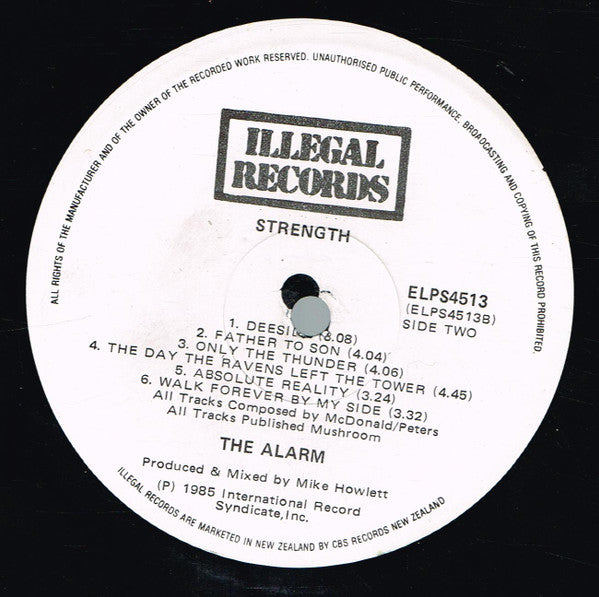 ALL RIGHTS OF THE MANUFACTURER AND OF THE OWNER OF THE RECORDED WORK RESERVED. UNAUTHORISED PUBLIC PERFORMANCE, BROADCASTING AND COPYING OF THIS RECORD PROHIBITED.
ILLEGAL
RECORDS
STRENGTH
ELPS4513
(ELPS4513B)
SIDE TWO
1. (3.08)
2. FATHER TO SON (4.04)
3. ONLY THE THUNDER (4.06)
4. THE DAY THE RAVENS LEFT THE TOWER (4.45)
5. ABSOLUTE REALITY (3.24)
6. WALK FOREVER BY MY SIDE (3.32)
All Tracks Composed by McDonald/Peters
All Tracks Published Mushroom
THE ALARM
Produced & Mixed by Mike Howlett
(P) 1985 International Record
Syndicate,Inc.
ILLEGAL RECORDS ARE MARKETED IN NEW ZEALAND BY CBS RECORDS NEW ZEALAND